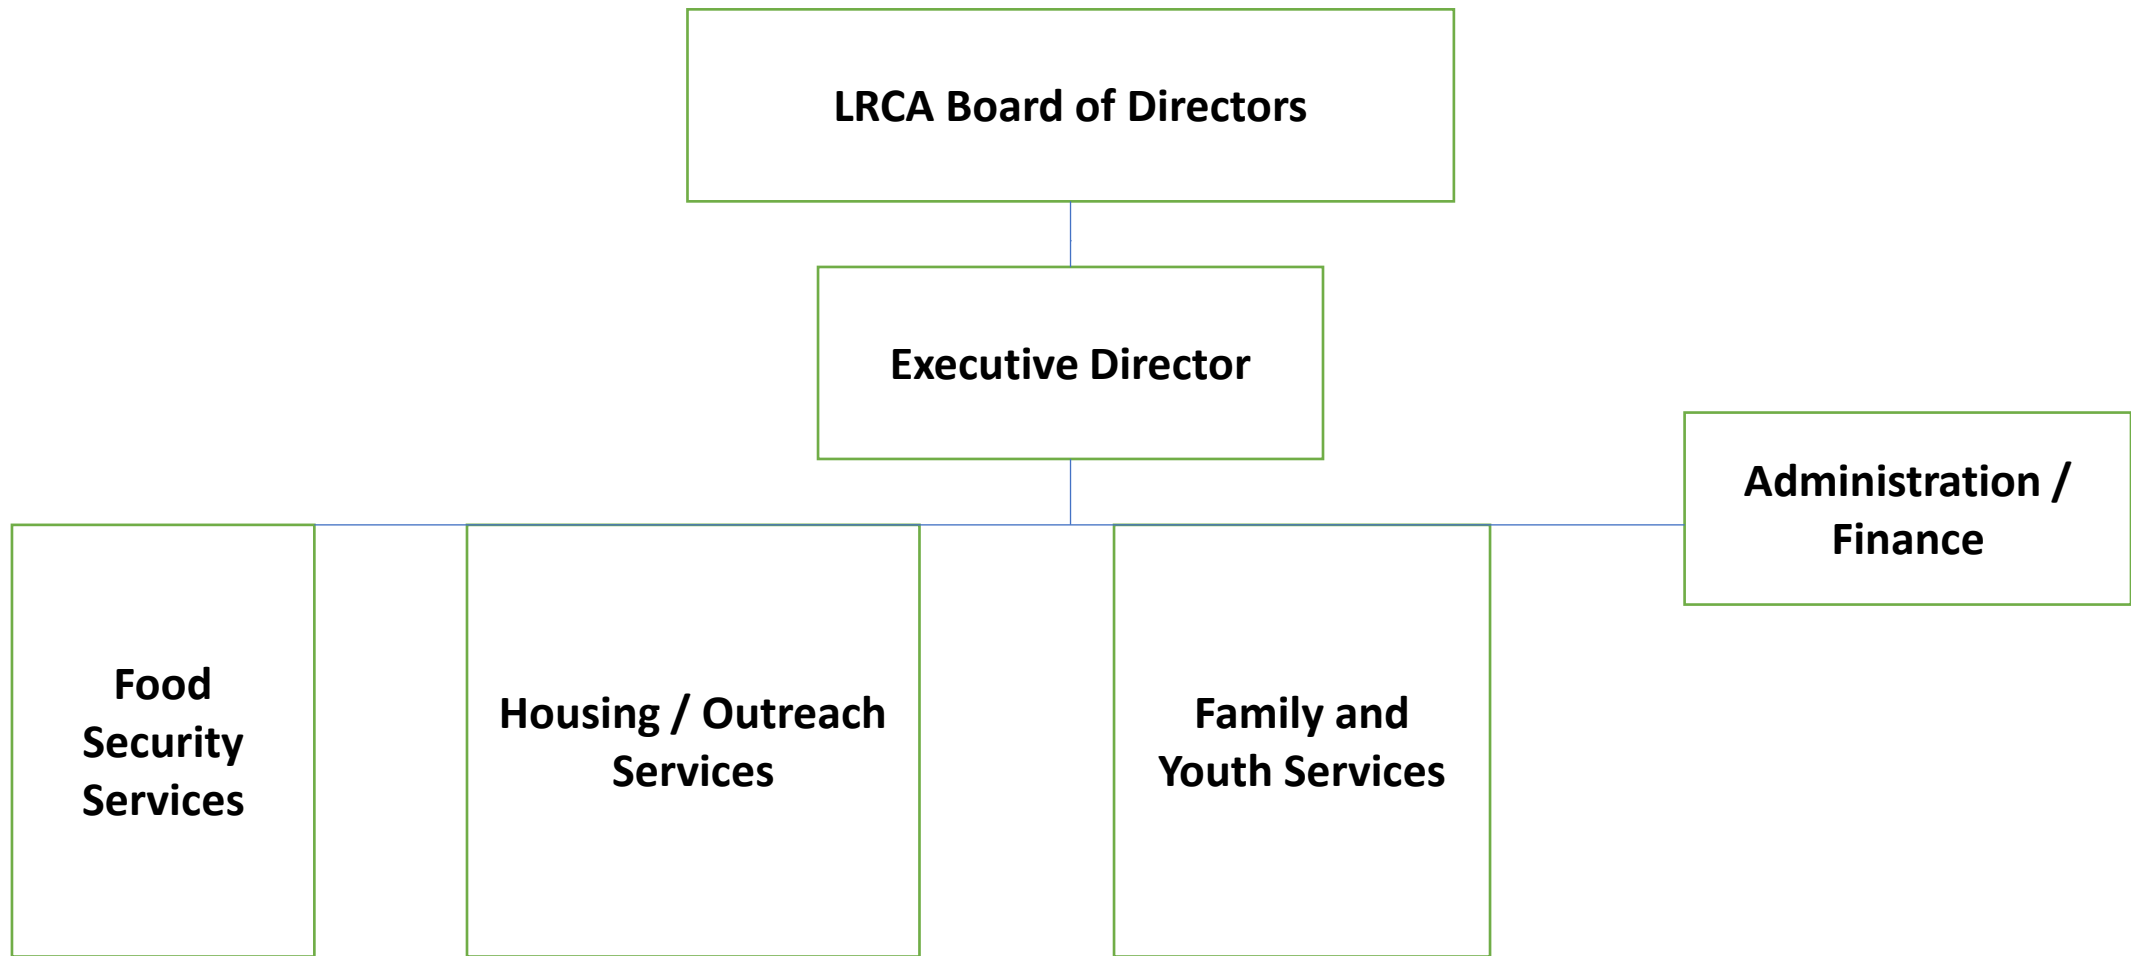 LRCA Board of Directors
Executive Director
Administration /
Finance
Food
Security
Services
Housing / Outreach
Services
Family and
Youth Services